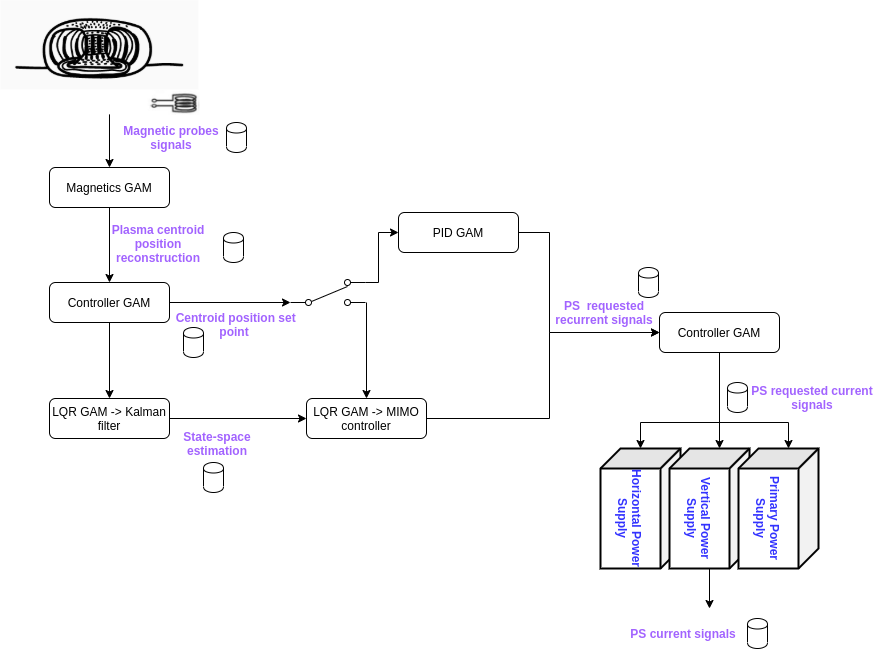 Magnetic probes
signals
Magnetics GAM
Plasma centroid
position
reconstruction
PID GAM
Controller GAM
Centroid position set
point
PS  requested
recurrent signals
Controller GAM
LQR GAM -> Kalman
filter
LQR GAM -> MIMO
controller
State-space
estimation
PS requested current
signals
Horizontal Power
Supply
Vertical Power
Supply
Primary Power
Supply
PS current signals